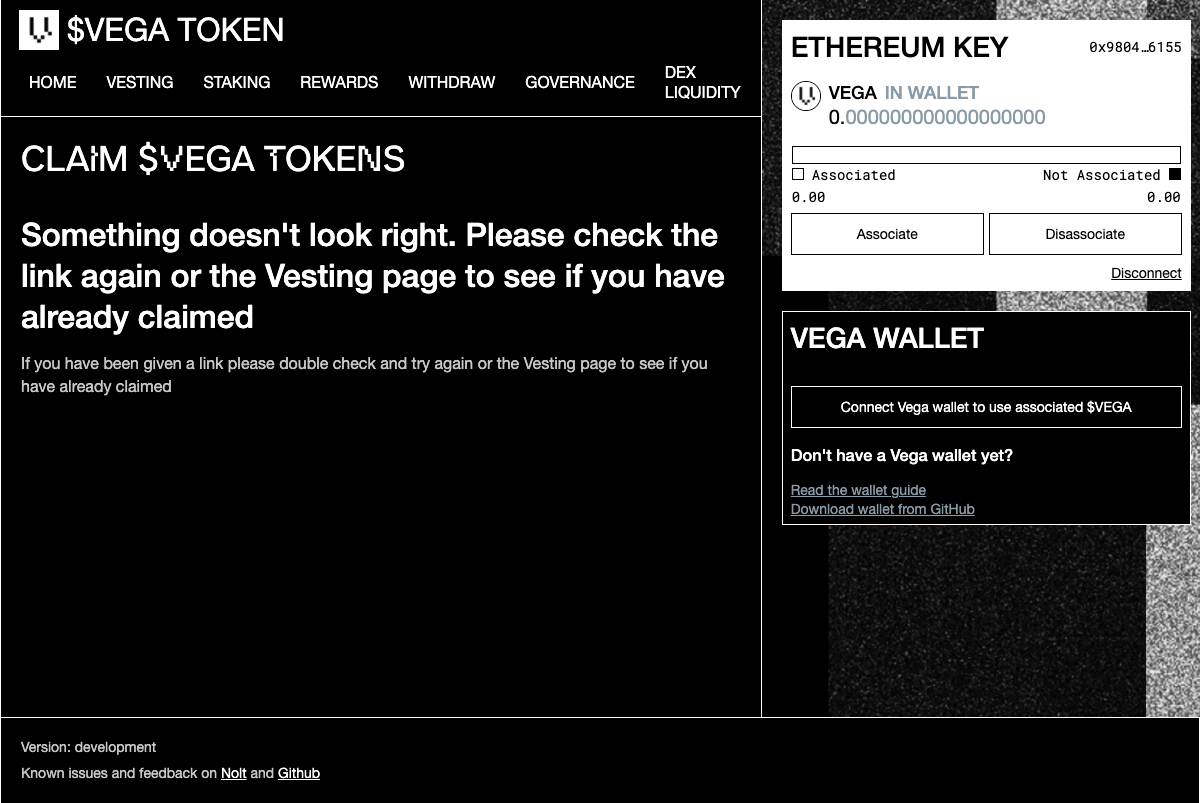 $VEGA TOKEN
HOME VESTING STAKING REWARDS WITHDRAW GOVERNANCE DEX LIQUIDITY
CLAIM $VEGA TOKENS
Something doesn't look right. Please check the
link again or the Vesting page to see if you have
already claimed
If you have been given a link please double check and try again or the Vesting page to see if you
have already claimed
ETHEREUM KEY 0x9804…6155
VEGA IN WALLET
0.000000000000000000
Associated Not Associated
0.00 0.00
Associate Disassociate
Disconnect
VEGA WALLET
Connect Vega wallet to use associated $VEGA
Don't have a Vega wallet yet?
Read the wallet guide
Download wallet from GitHub
Version: development
Known issues and feedback on Nolt and Github